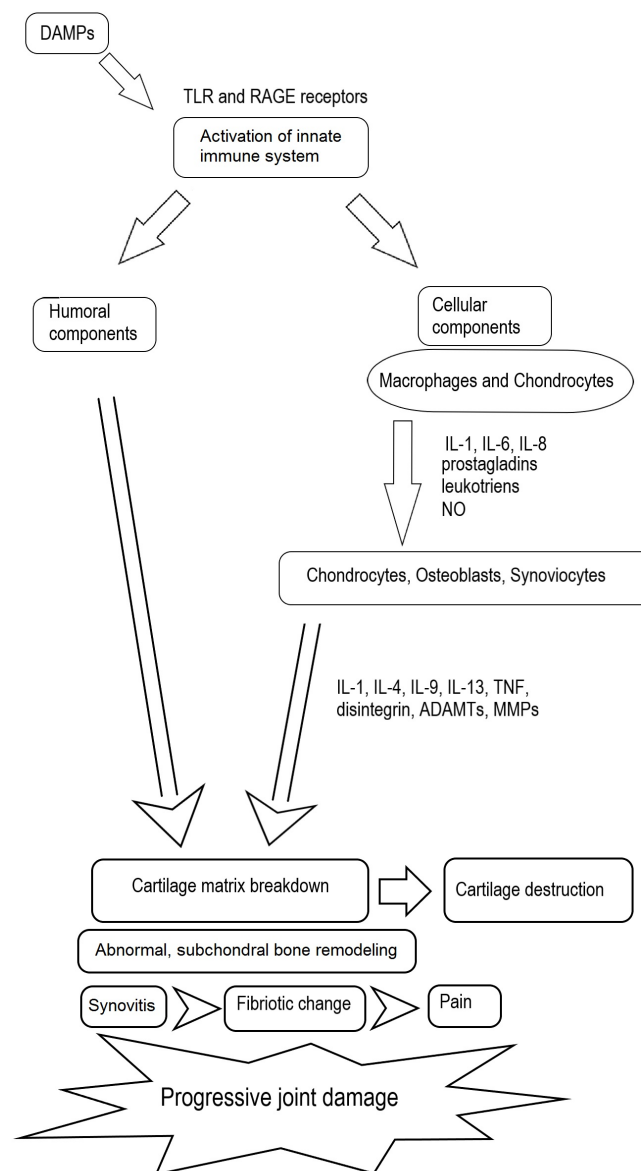 DAMPs
TLR and RAGE receptors
Activation of innate
immune system
Humoral
components
Cellular
components
Macrophages and Chondrocytes
IL-1, IL-6, IL-8
prostagladins
leukotriens
NO
Chondrocytes, Osteoblasts, Synoviocytes
IL-1, IL-4, IL-9, IL-13, TNF,
disintegrin, ADAMTs, MMPs
Cartilage matrix breakdown
Cartilage destruction
Abnormal, subchondral bone remodeling
Synovitis
Fibriotic change
Pain
Progressive joint damage